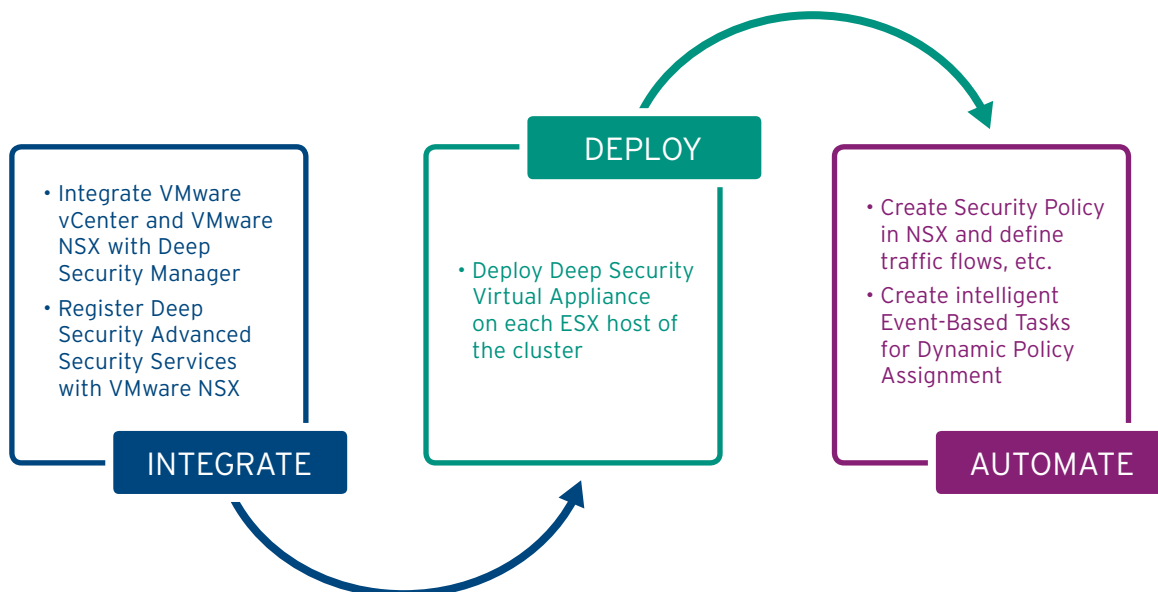 • Integrate VMware
vCenter and VMware
NSX with Deep
Security Manager
• Register Deep
Security Advanced
Security Services
with VMware NSX
INTEGRATE
DEPLOY
• Deploy Deep Security
Virtual Appliance
on each ESX host of
the cluster
• Create Security Policy
in NSX and define
traffic flows, etc.
• Create intelligent
Event-Based Tasks
for Dynamic Policy
Assignment
AUTOMATE